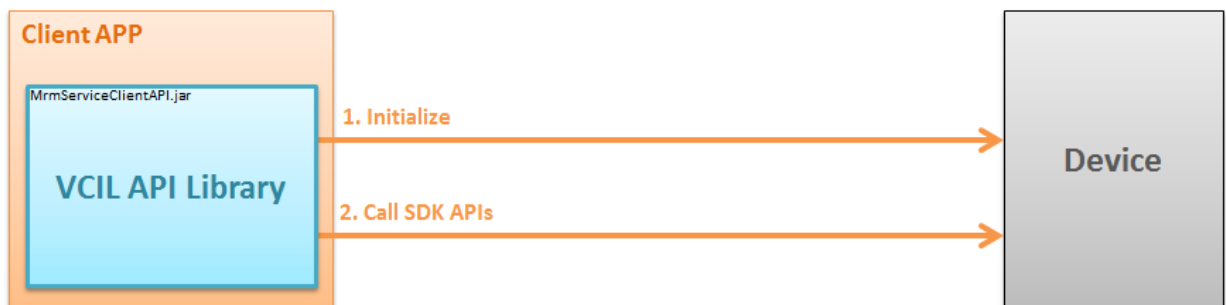 Client APP
MrmServiceClientAPI.jar
VCIL API Library
1. Initialize
2. Call SDK APIs
Device